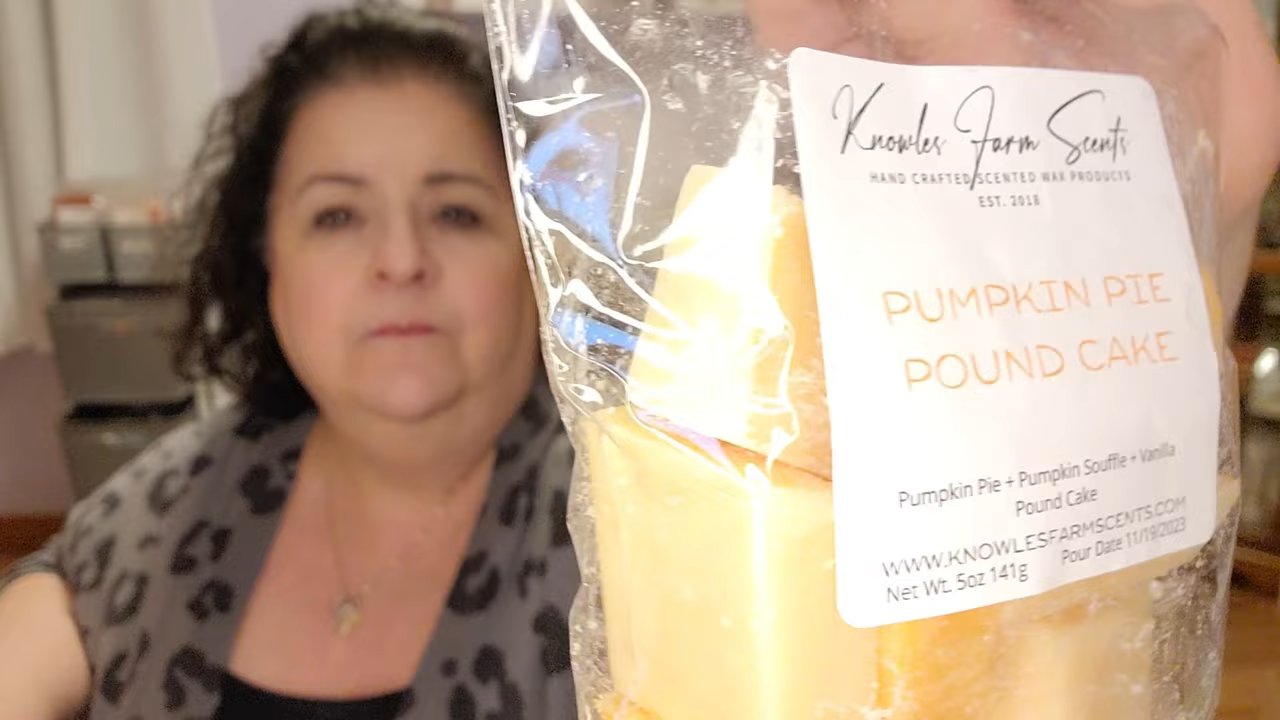 Knowles Farm Scents
HAND CRAFTED SCENTED WAX PRODUCTS
EST. 2018
PUMPKIN PIE
POUND CAKE
Pumpkin Pie + Pumpkin Souffle + Vanilla
Pound Cake
WWW.KNOWLESFARMSCENTS.COM
Net Wt. 5oz 141g Pour Date 11/19/2023